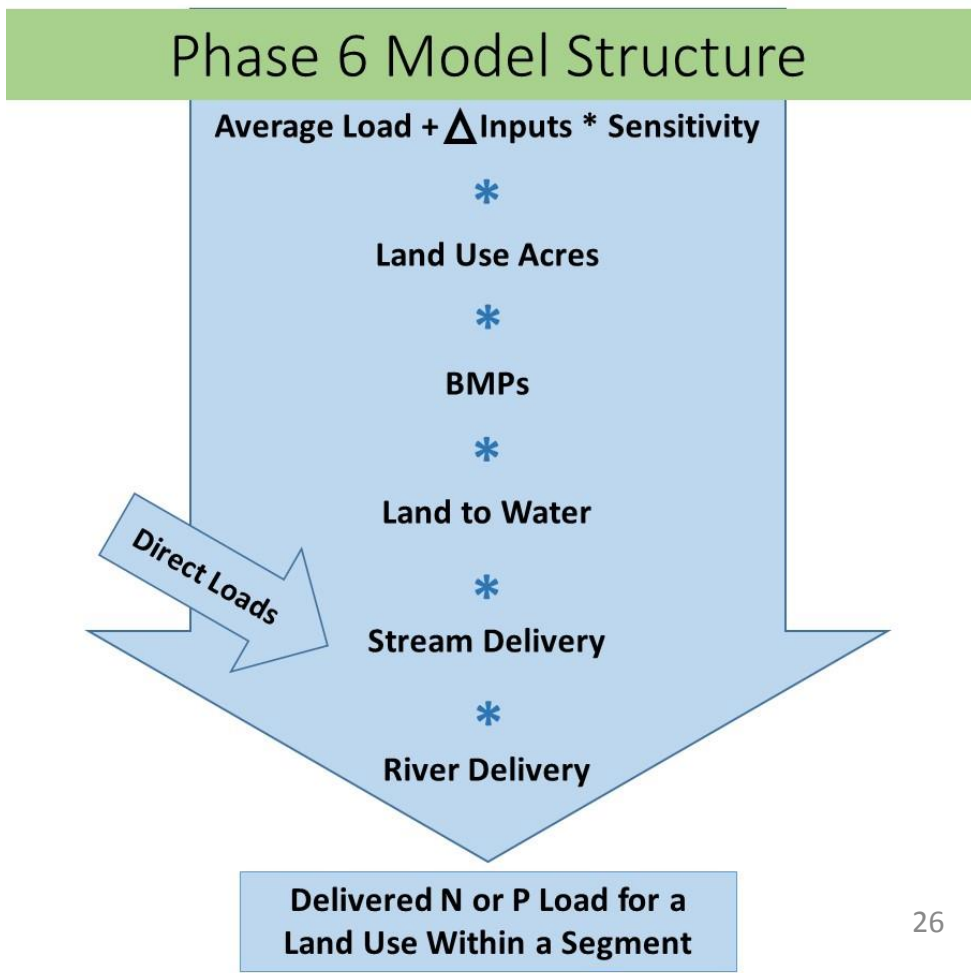 Phase 6 Model Structure
Average Load + Δ Inputs * Sensitivity
*
Land Use Acres
*
BMPs
*
Land to Water
*
Direct Loads
Stream Delivery
*
River Delivery
Delivered N or P Load for a
Land Use Within a Segment
26